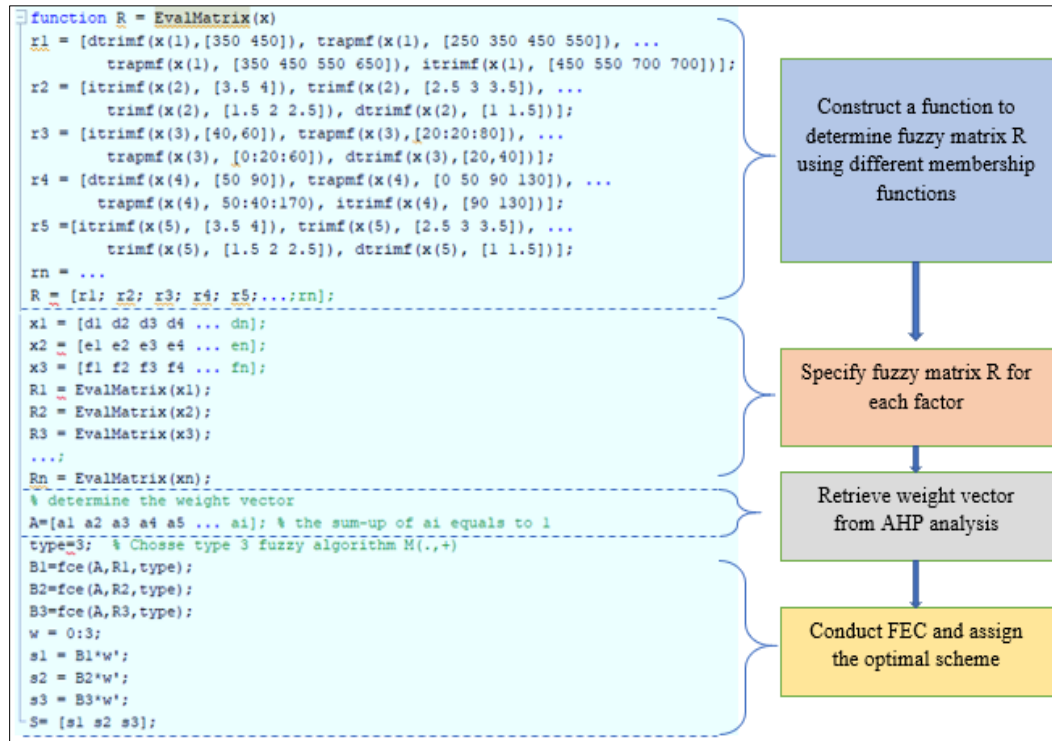 function R = EvalMatrix(x)
r1 = [dtrimf(x(1),[350 450]), trapmf(x(1), [250 350 450 550]), ...
trapmf(x(1), [350 450 550 650]), itrimf(x(1), [450 550 700 700])];
r2 = [itrimf(x(2), [3.5 4]), trimf(x(2), [2.5 3 3.5]), ...
trimf(x(2), [1.5 2 2.5]), dtrimf(x(2), [1 1.5])];
r3 = [itrimf(x(3),[40,60]), trapmf(x(3),[20:20:80]), ...
trapmf(x(3), [0:20:60]), dtrimf(x(3),[20,40])];
r4 = [dtrimf(x(4), [50 90]), trapmf(x(4), [0 50 90 130]), ...
trapmf(x(4), 50:40:170), itrimf(x(4), [90 130])];
r5 =[itrimf(x(5), [3.5 4]), trimf(x(5), [2.5 3 3.5]), ...
trimf(x(5), [1.5 2 2.5]), dtrimf(x(5), [1 1.5])];
rn = ...
R = [r1; r2; r3; r4; r5;...;rn];
x1 = [d1 d2 d3 d4 ... dn];
x2 = [e1 e2 e3 e4 ... en];
x3 = [f1 f2 f3 f4 ... fn];
R1 = EvalMatrix(x1);
R2 = EvalMatrix(x2);
R3 = EvalMatrix(x3);
...;
Rn = EvalMatrix(xn);
% determine the weight vector
A=[a1 a2 a3 a4 a5 ... ai]; % the sum-up of ai equals to 1
type=3; % Chosse type 3 fuzzy algorithm M(.,+)
B1=fce(A,R1,type);
B2=fce(A,R2,type);
B3=fce(A,R3,type);
w = 0:3;
s1 = B1*w';
s2 = B2*w';
s3 = B3*w';
S= [s1 s2 s3];
Construct a function to
determine fuzzy matrix R
using different membership
functions
Specify fuzzy matrix R for
each factor
Retrieve weight vector
from AHP analysis
Conduct FEC and assign
the optimal scheme